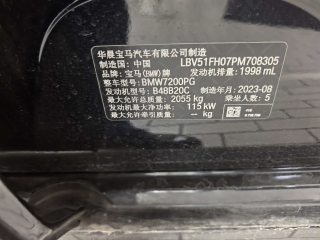 华晨宝马汽车有限公司制造
制造国：中国 LBV51FH07PM708305
品牌：宝马(BMW)牌 发动机排量：1998 mL
整车型号：BMW7200PG
发动机型号：B48B20C 制造年月：2023-08
最大允许总质量：2055 kg 乘坐人数：5
发动机最大净功率：115 kW
最大允许牵引质量：- kg